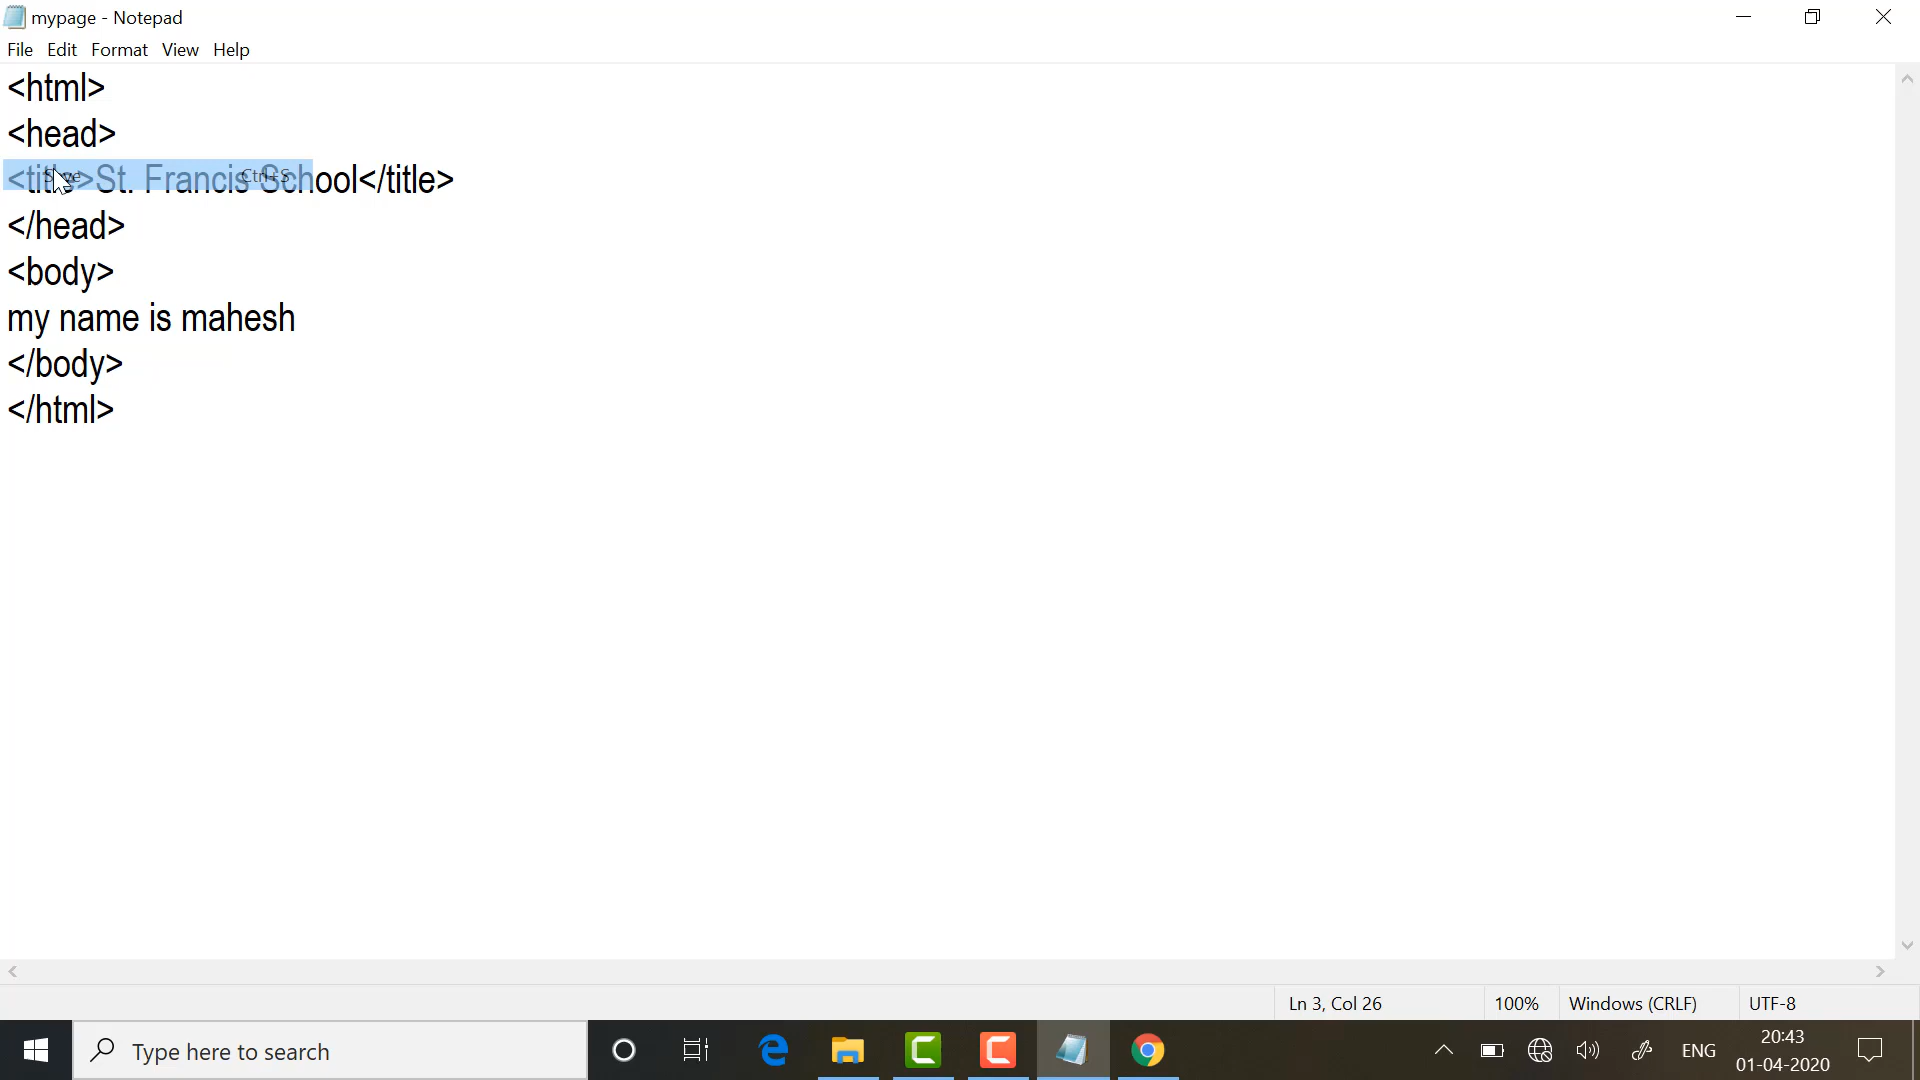 mypage - Notepad
File Edit Format View Help
<html>
<head>
<title>St. Francis School</title>
Save Ctrl+S
</head>
<body>
my name is mahesh
</body>
</html>
Ln 3, Col 26 100% Windows (CRLF) UTF-8
Type here to search
ENG
20:43
01-04-2020